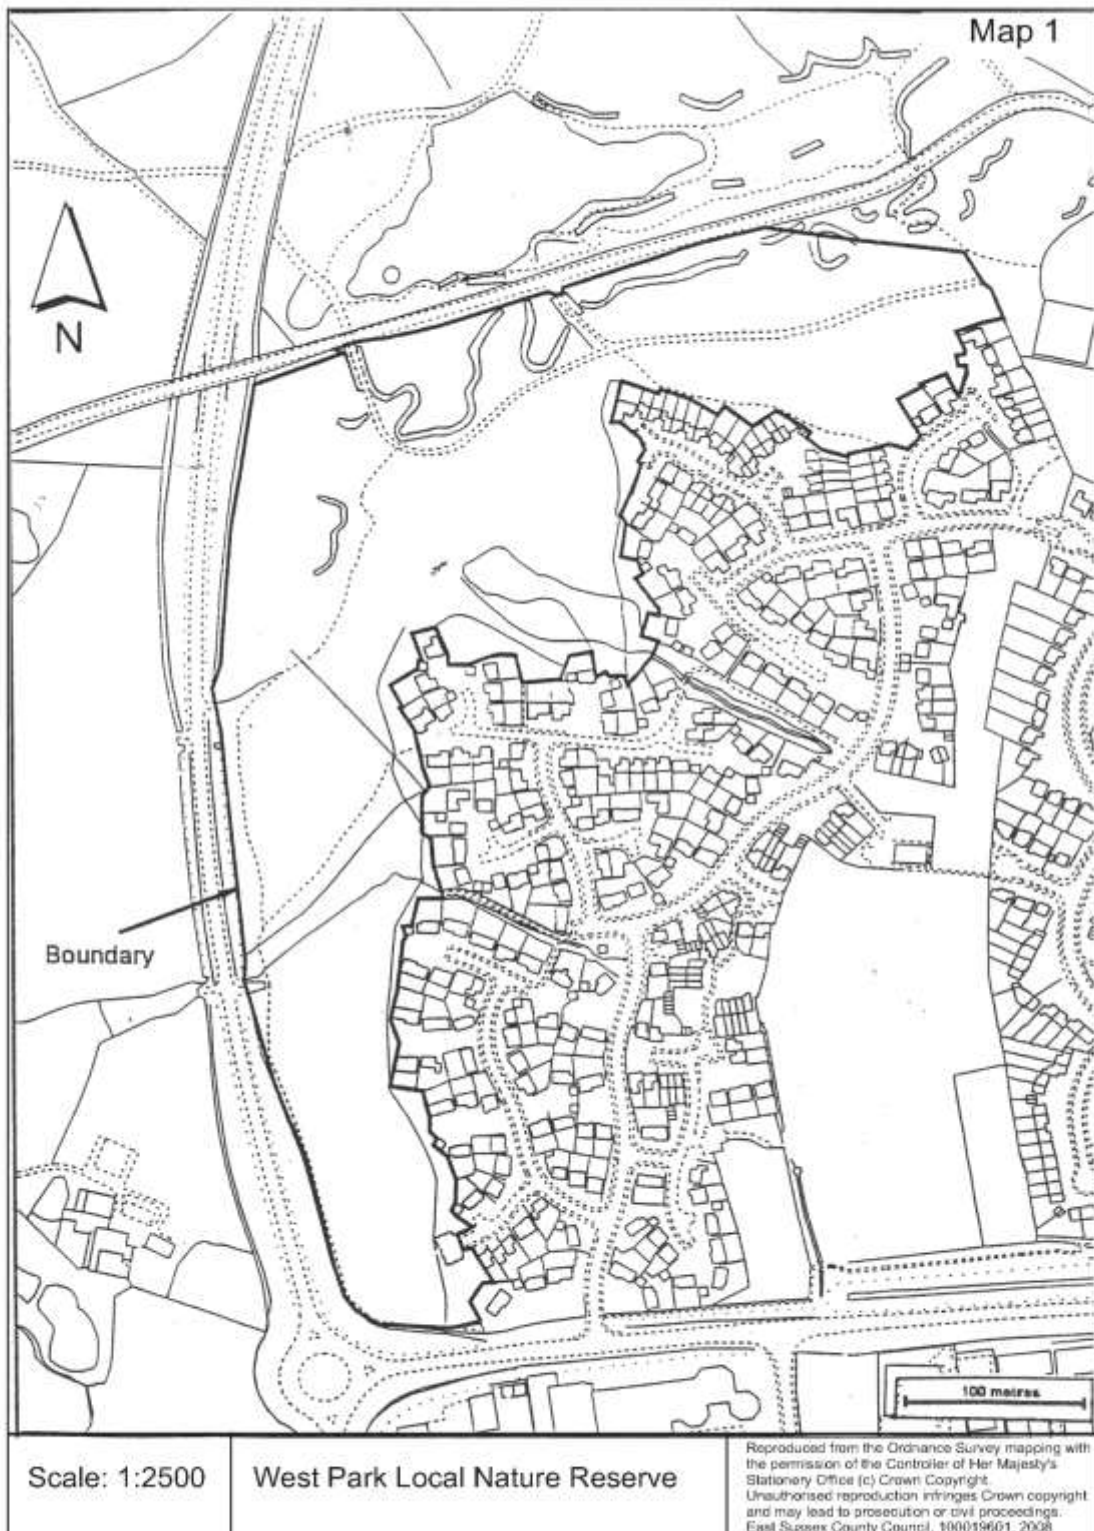 Map 1
N
Boundary
100 metres
Scale: 1:2500
West Park Local Nature Reserve
Reproduced from the Ordnance Survey mapping with
the permission of the Controller of Her Majesty's
Stationery Office (c) Crown Copyright.
Unauthorised reproduction infringes Crown copyright
and may lead to prosecution or civil proceedings.
East Sussex County Council, 100019601, 2008